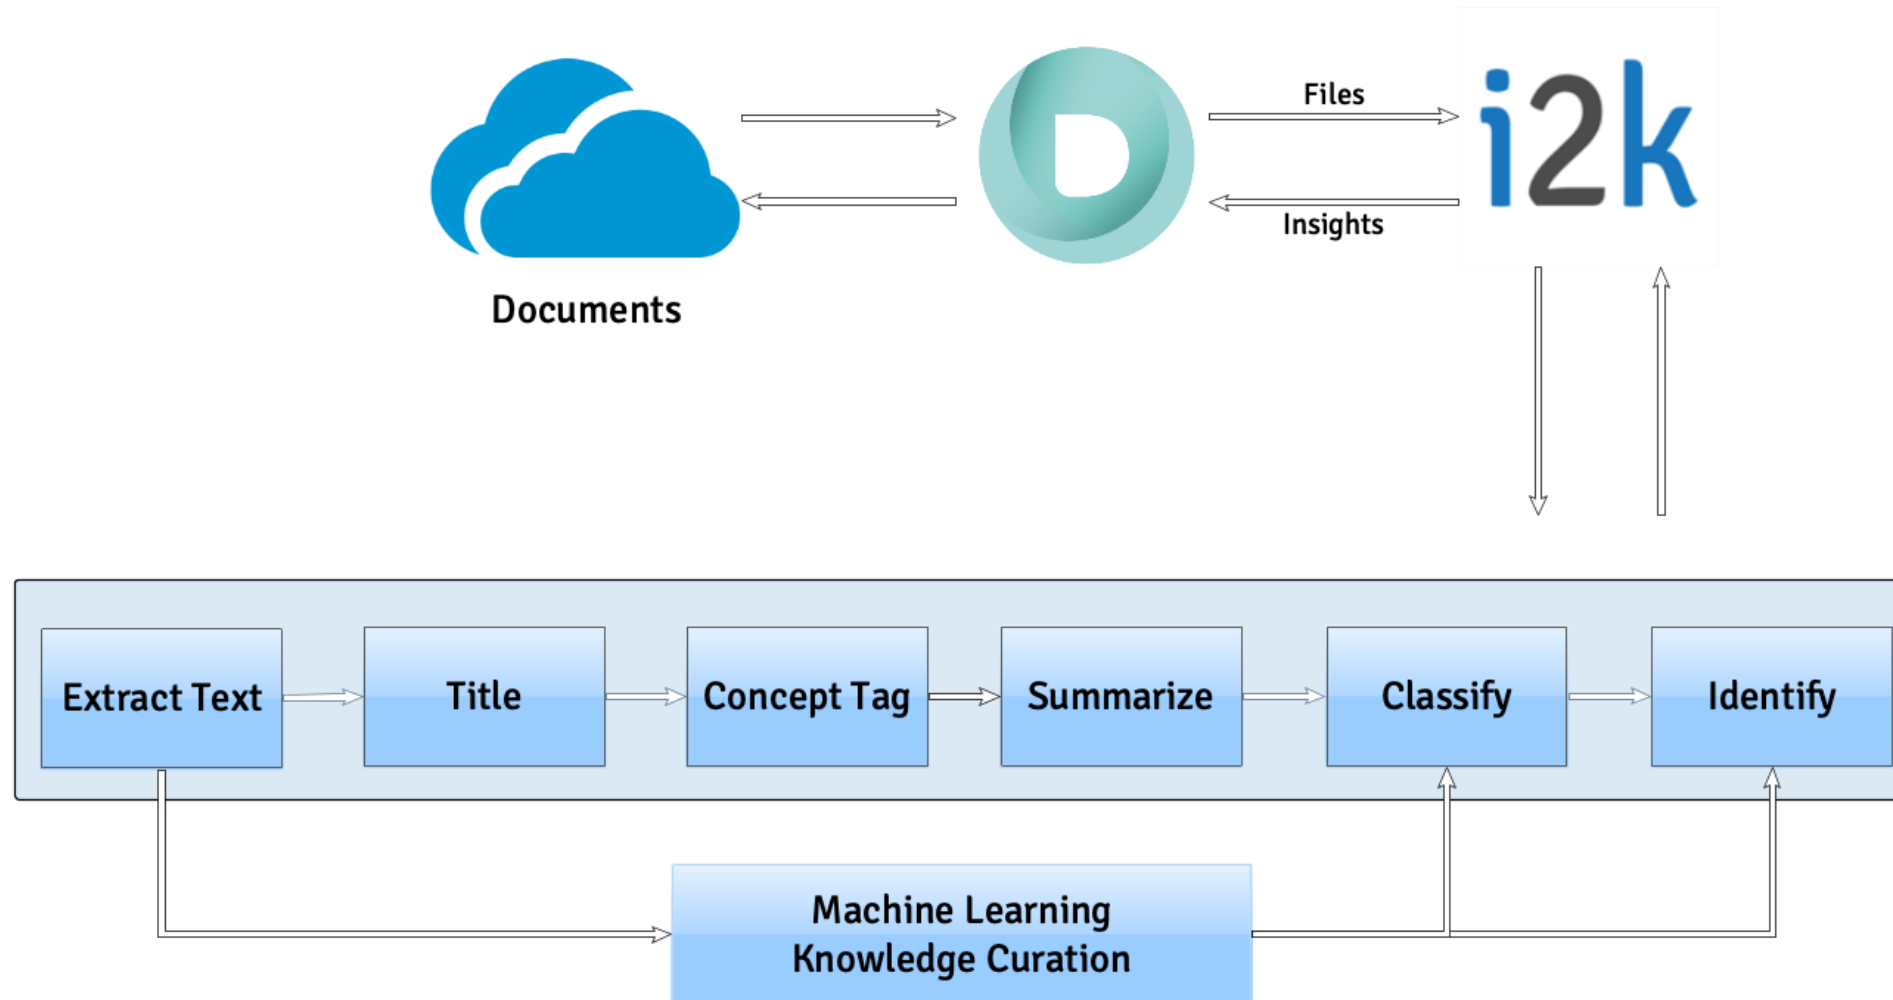 Files
i2k
D
Insights
Documents
Extract Text
Title
Concept Tag
Summarize
Classify
Identify
Machine Learning
Knowledge Curation